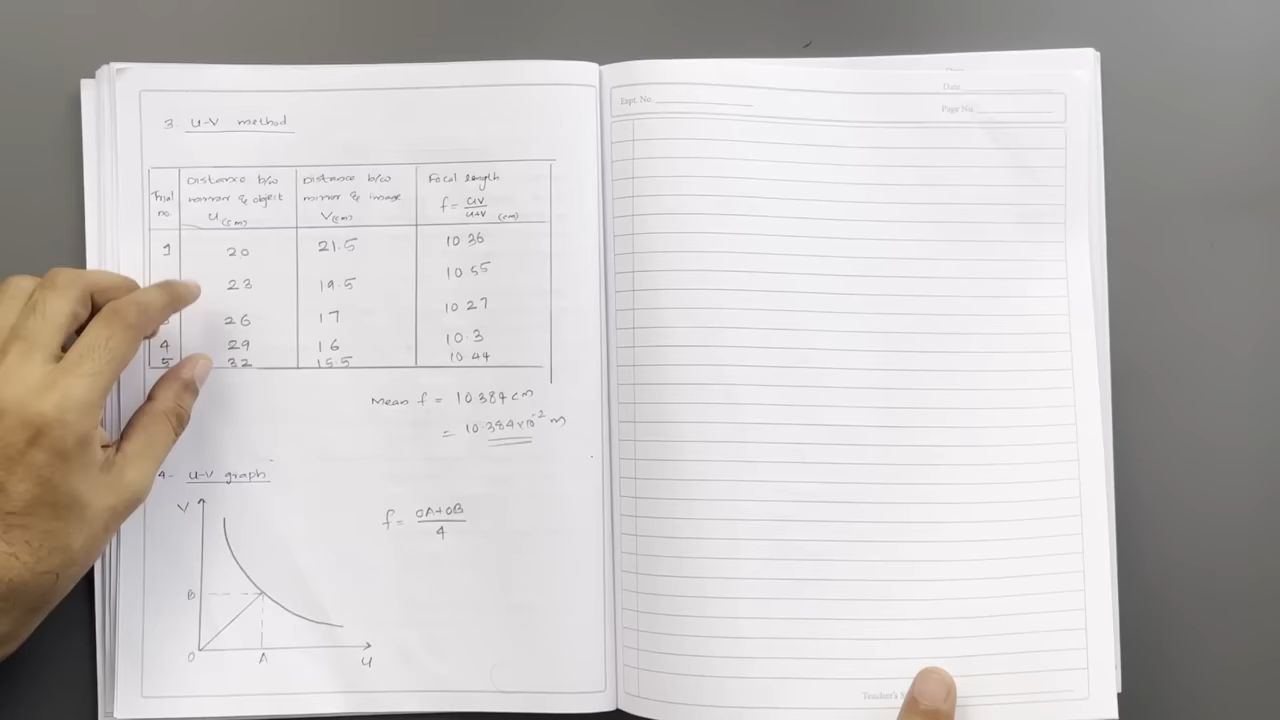 3. U-V method
Trial no.
Distance b/w mirror & object u (cm)
Distance b/w mirror & image V (cm)
Focal length f = uv/u+v (cm)
1 20 21.5 10.36
23 19.5 10.55
3 26 17 10.27
4 29 16 10.3
5 32 15.5 10.44
Mean f = 10.384 cm
= 10.384 x 10⁻² m
4- U-V graph
V
f = OA+OB/4
B
O A u
Expt. No.
Date
Page No.
Teacher's